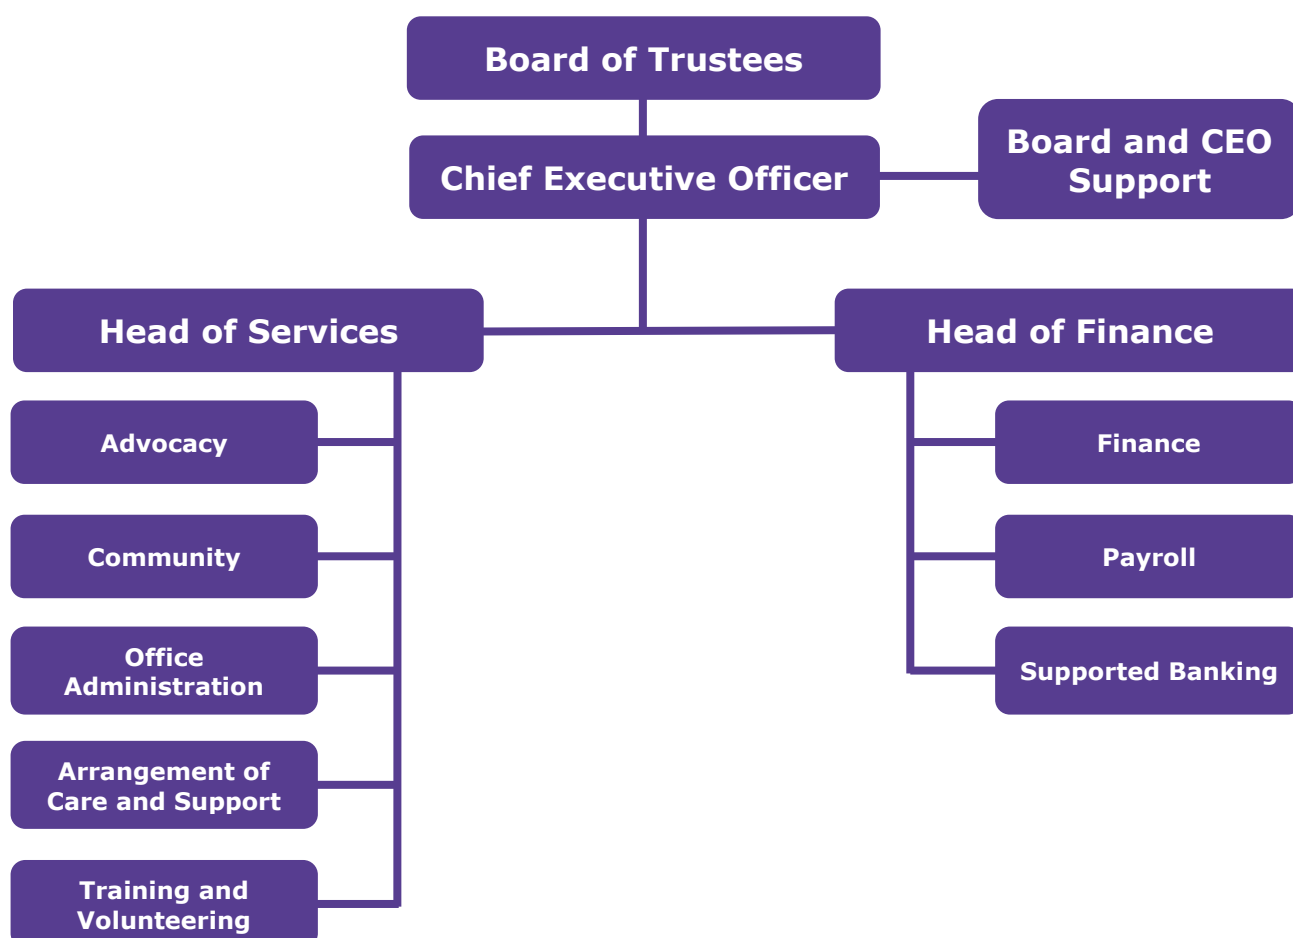 Board of Trustees
Chief Executive Officer
Board and CEO
Support
Head of Services
Head of Finance
Advocacy
Finance
Community
Payroll
Office
Administration
Supported Banking
Arrangement of
Care and Support
Training and
Volunteering